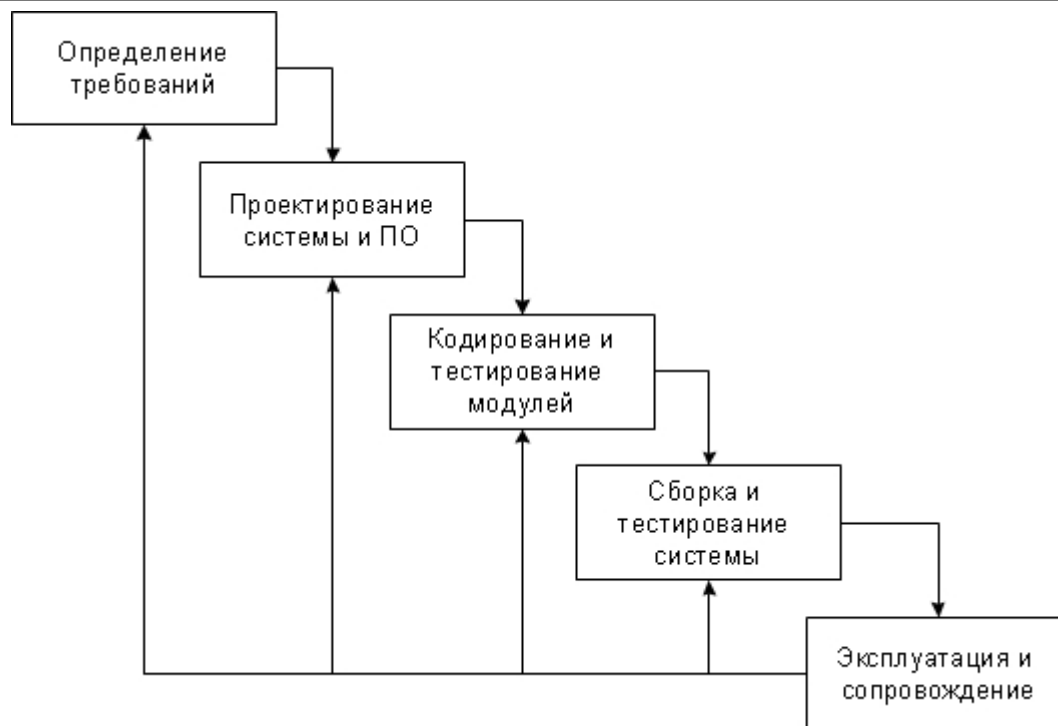 Определение
требований
Проектирование
системы и ПО
Кодирование и
тестирование
модулей
Сборка и
тестирование
системы
Эксплуатация и
сопровождение